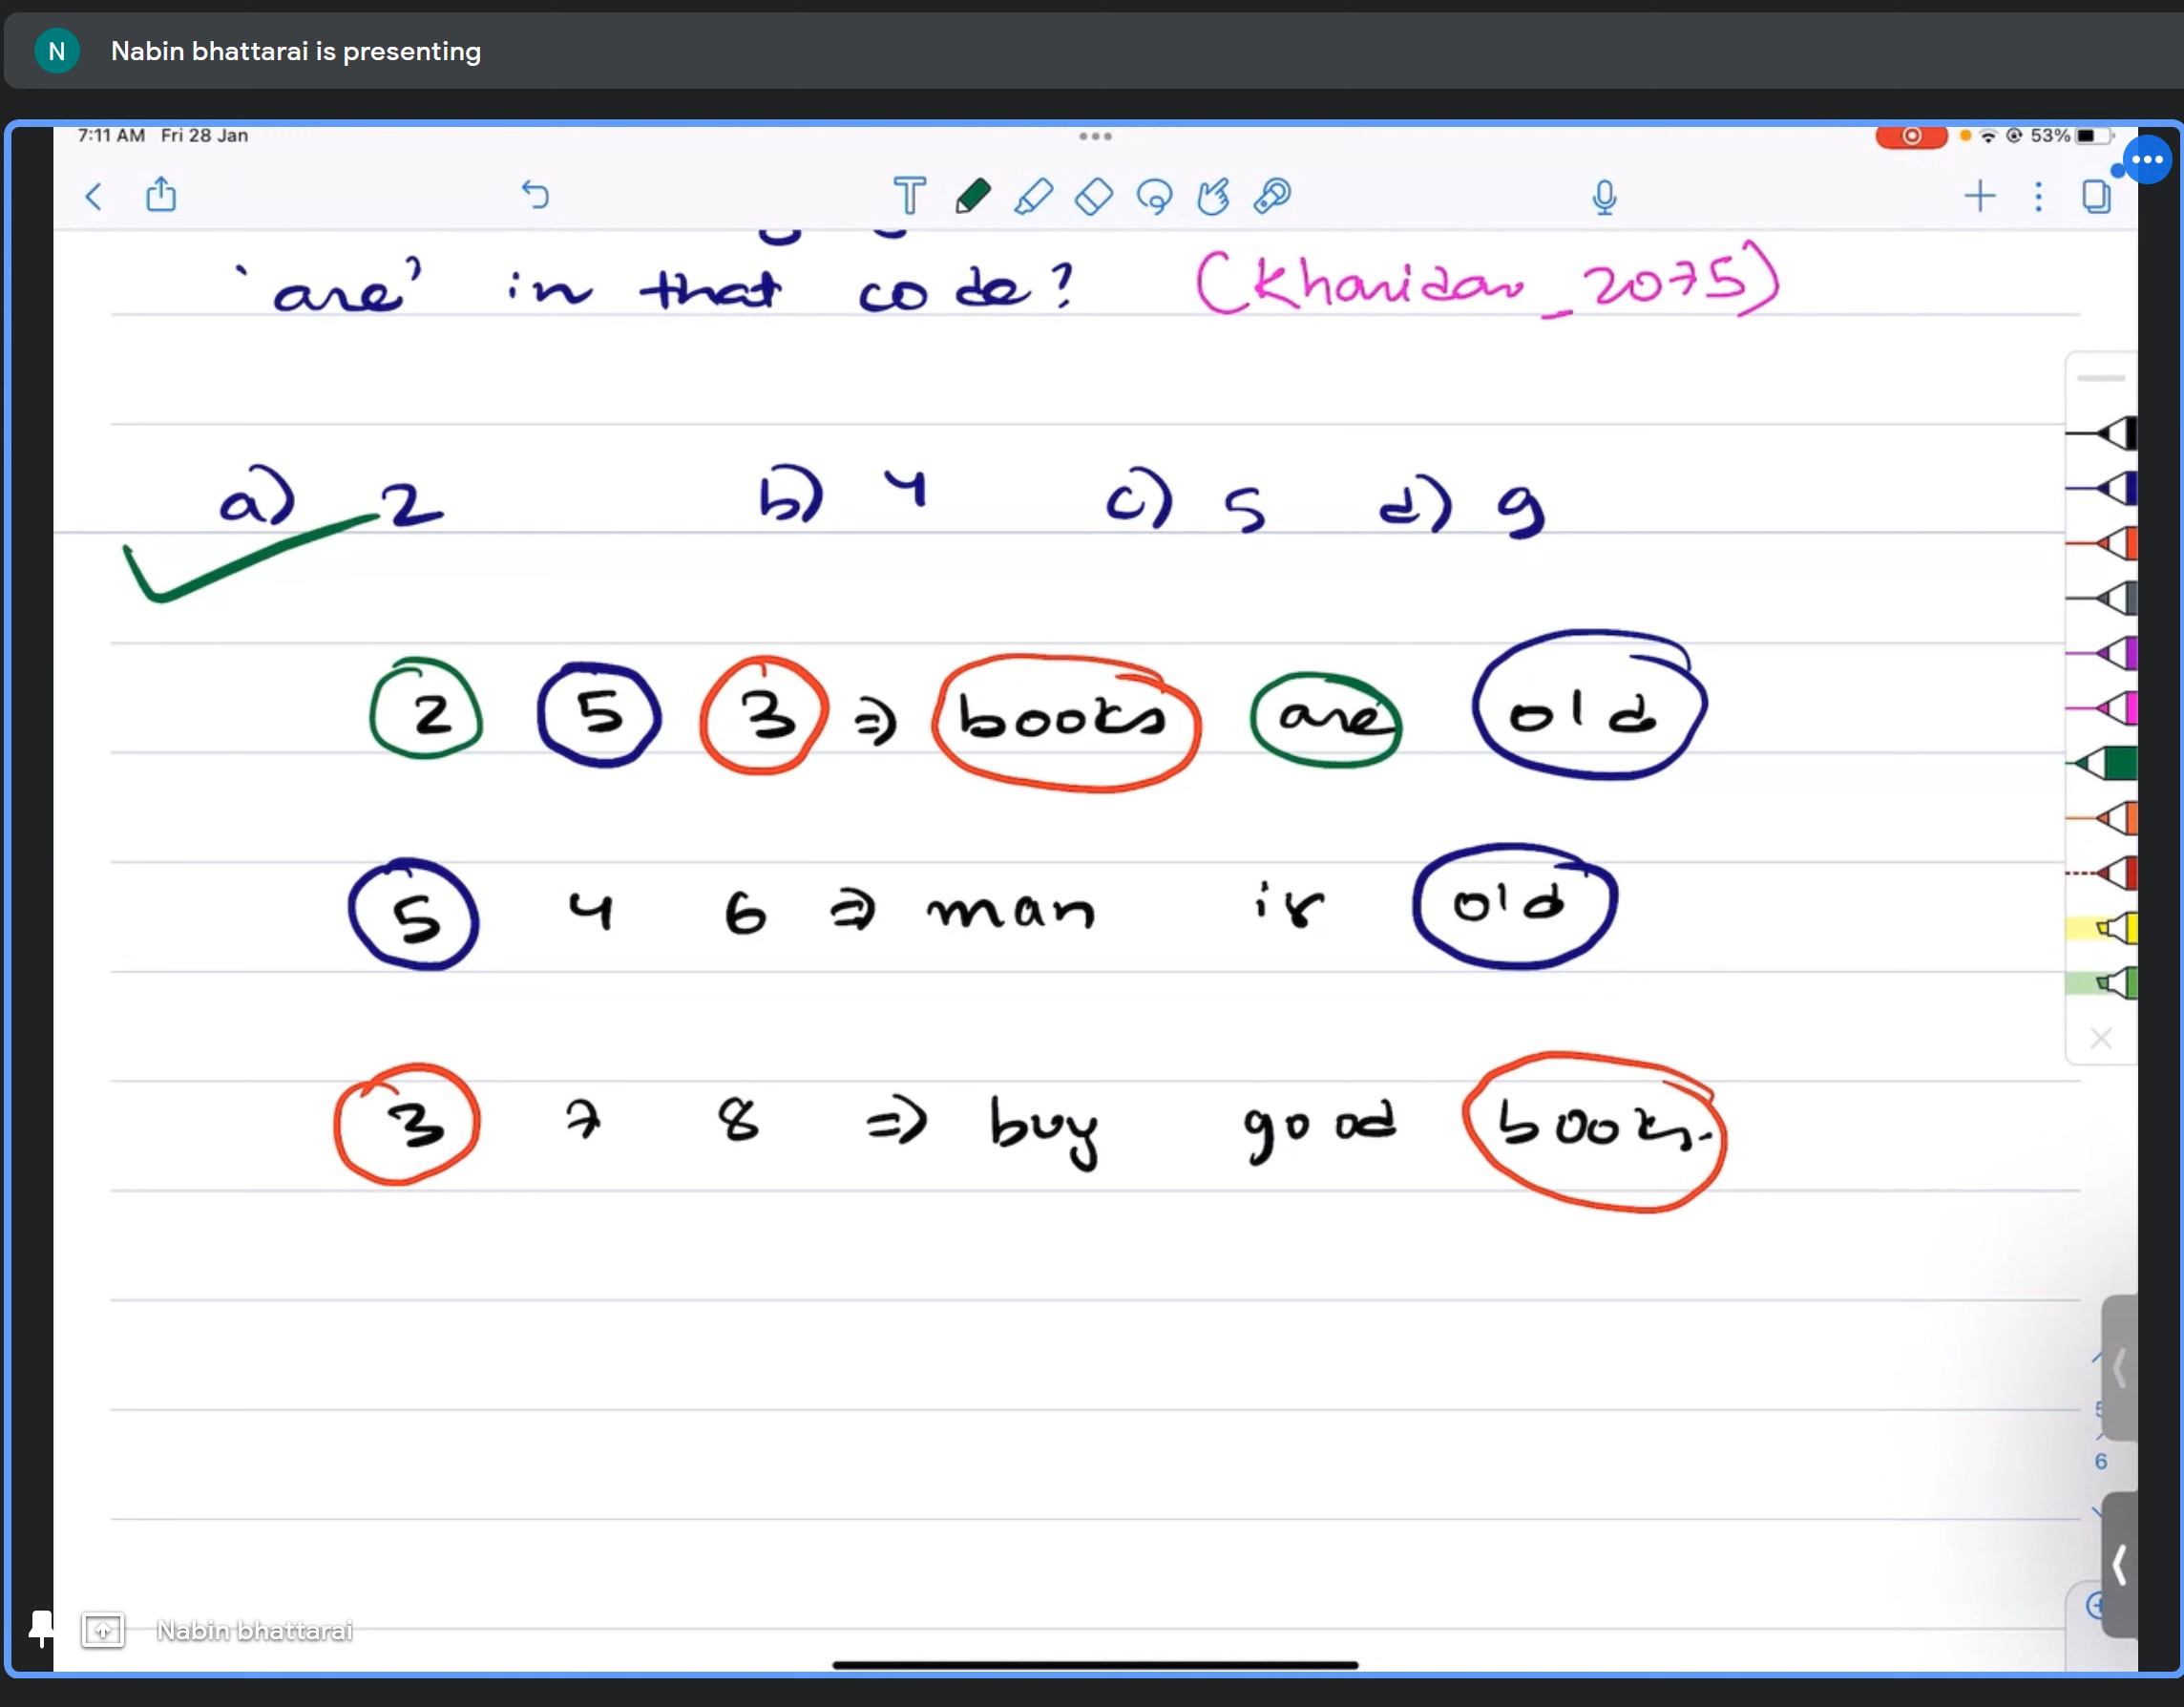 N Nabin bhattarai is presenting
7:11 AM Fri 28 Jan
53%
T
'are' in that code? (Kharidar_2075)
a) 2 b) 4 c) 5 d) 9
2 5 3 ⇒ books are old
5 4 6 ⇒ man is old
3 7 8 ⇒ buy good books.
5
6
Nabin bhattarai